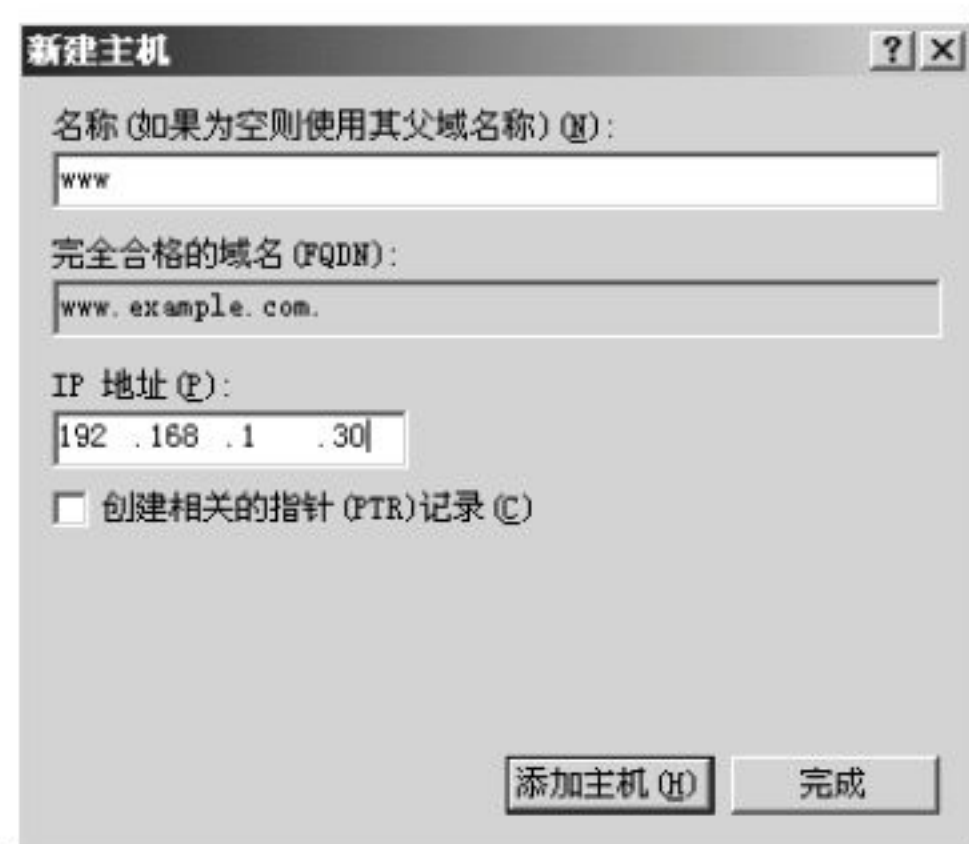 新建主机
名称(如果为空则使用其父域名称)(N):
www
完全合格的域名(FQDN):
www.example.com.
IP 地址(P):
192 .168 .1 .30
创建相关的指针(PTR)记录(C)
添加主机(H) 完成